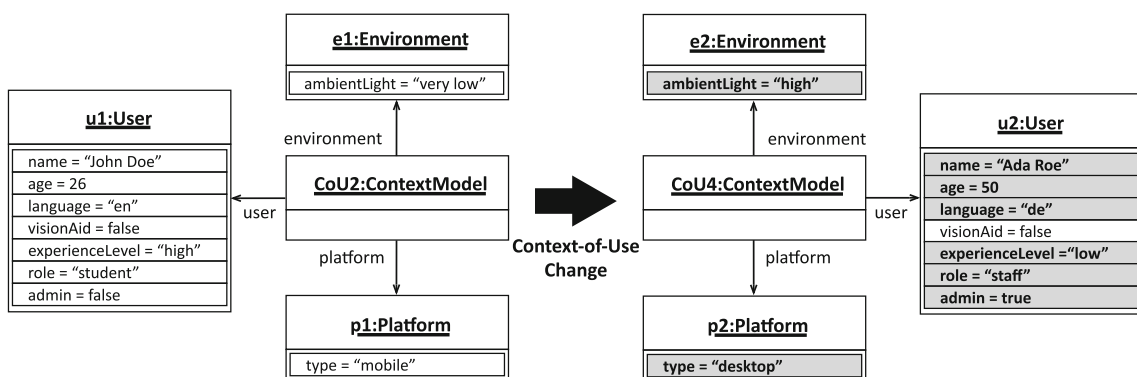 e1:Environment
ambientLight = “very low”
environment
u1:User
name = “John Doe”
age = 26
language = “en”
visionAid = false
experienceLevel = “high”
role = “student”
admin = false
user
CoU2:ContextModel
platform
p1:Platform
type = “mobile”
Context-of-Use
Change
e2:Environment
ambientLight = “high”
environment
CoU4:ContextModel
user
platform
p2:Platform
type = “desktop”
u2:User
name = “Ada Roe”
age = 50
language = “de”
visionAid = false
experienceLevel =“low”
role = “staff”
admin = true